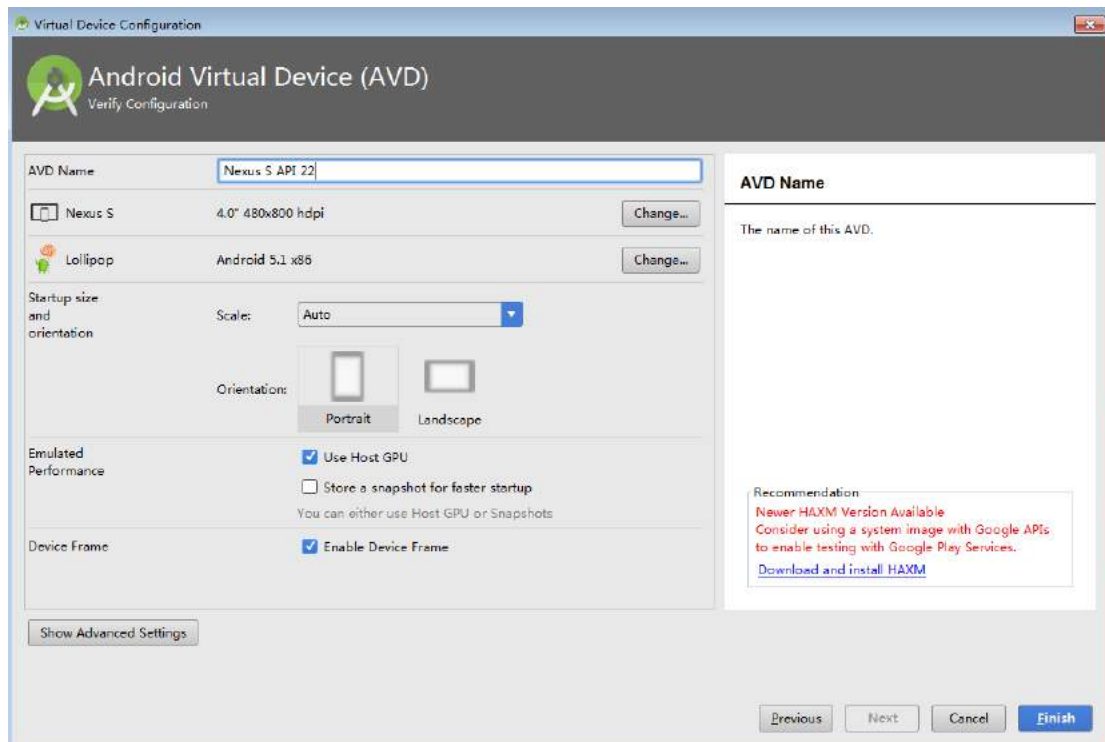 Virtual Device Configuration
Android Virtual Device (AVD)
Verify Configuration
AVD Name
Nexus S API 22
Nexus S
4.0" 480x800 hdpi
Change...
Lollipop
Android 5.1 x86
Change...
Startup size
and
orientation
Scale:
Auto
Orientation:
Portrait
Landscape
Emulated
Performance
Use Host GPU
Store a snapshot for faster startup
You can either use Host GPU or Snapshots
Device Frame
Enable Device Frame
Show Advanced Settings
AVD Name
The name of this AVD.
Recommendation
Newer HAXM Version Available
Consider using a system image with Google APIs
to enable testing with Google Play Services.
Download and install HAXM
Previous
Next
Cancel
Finish